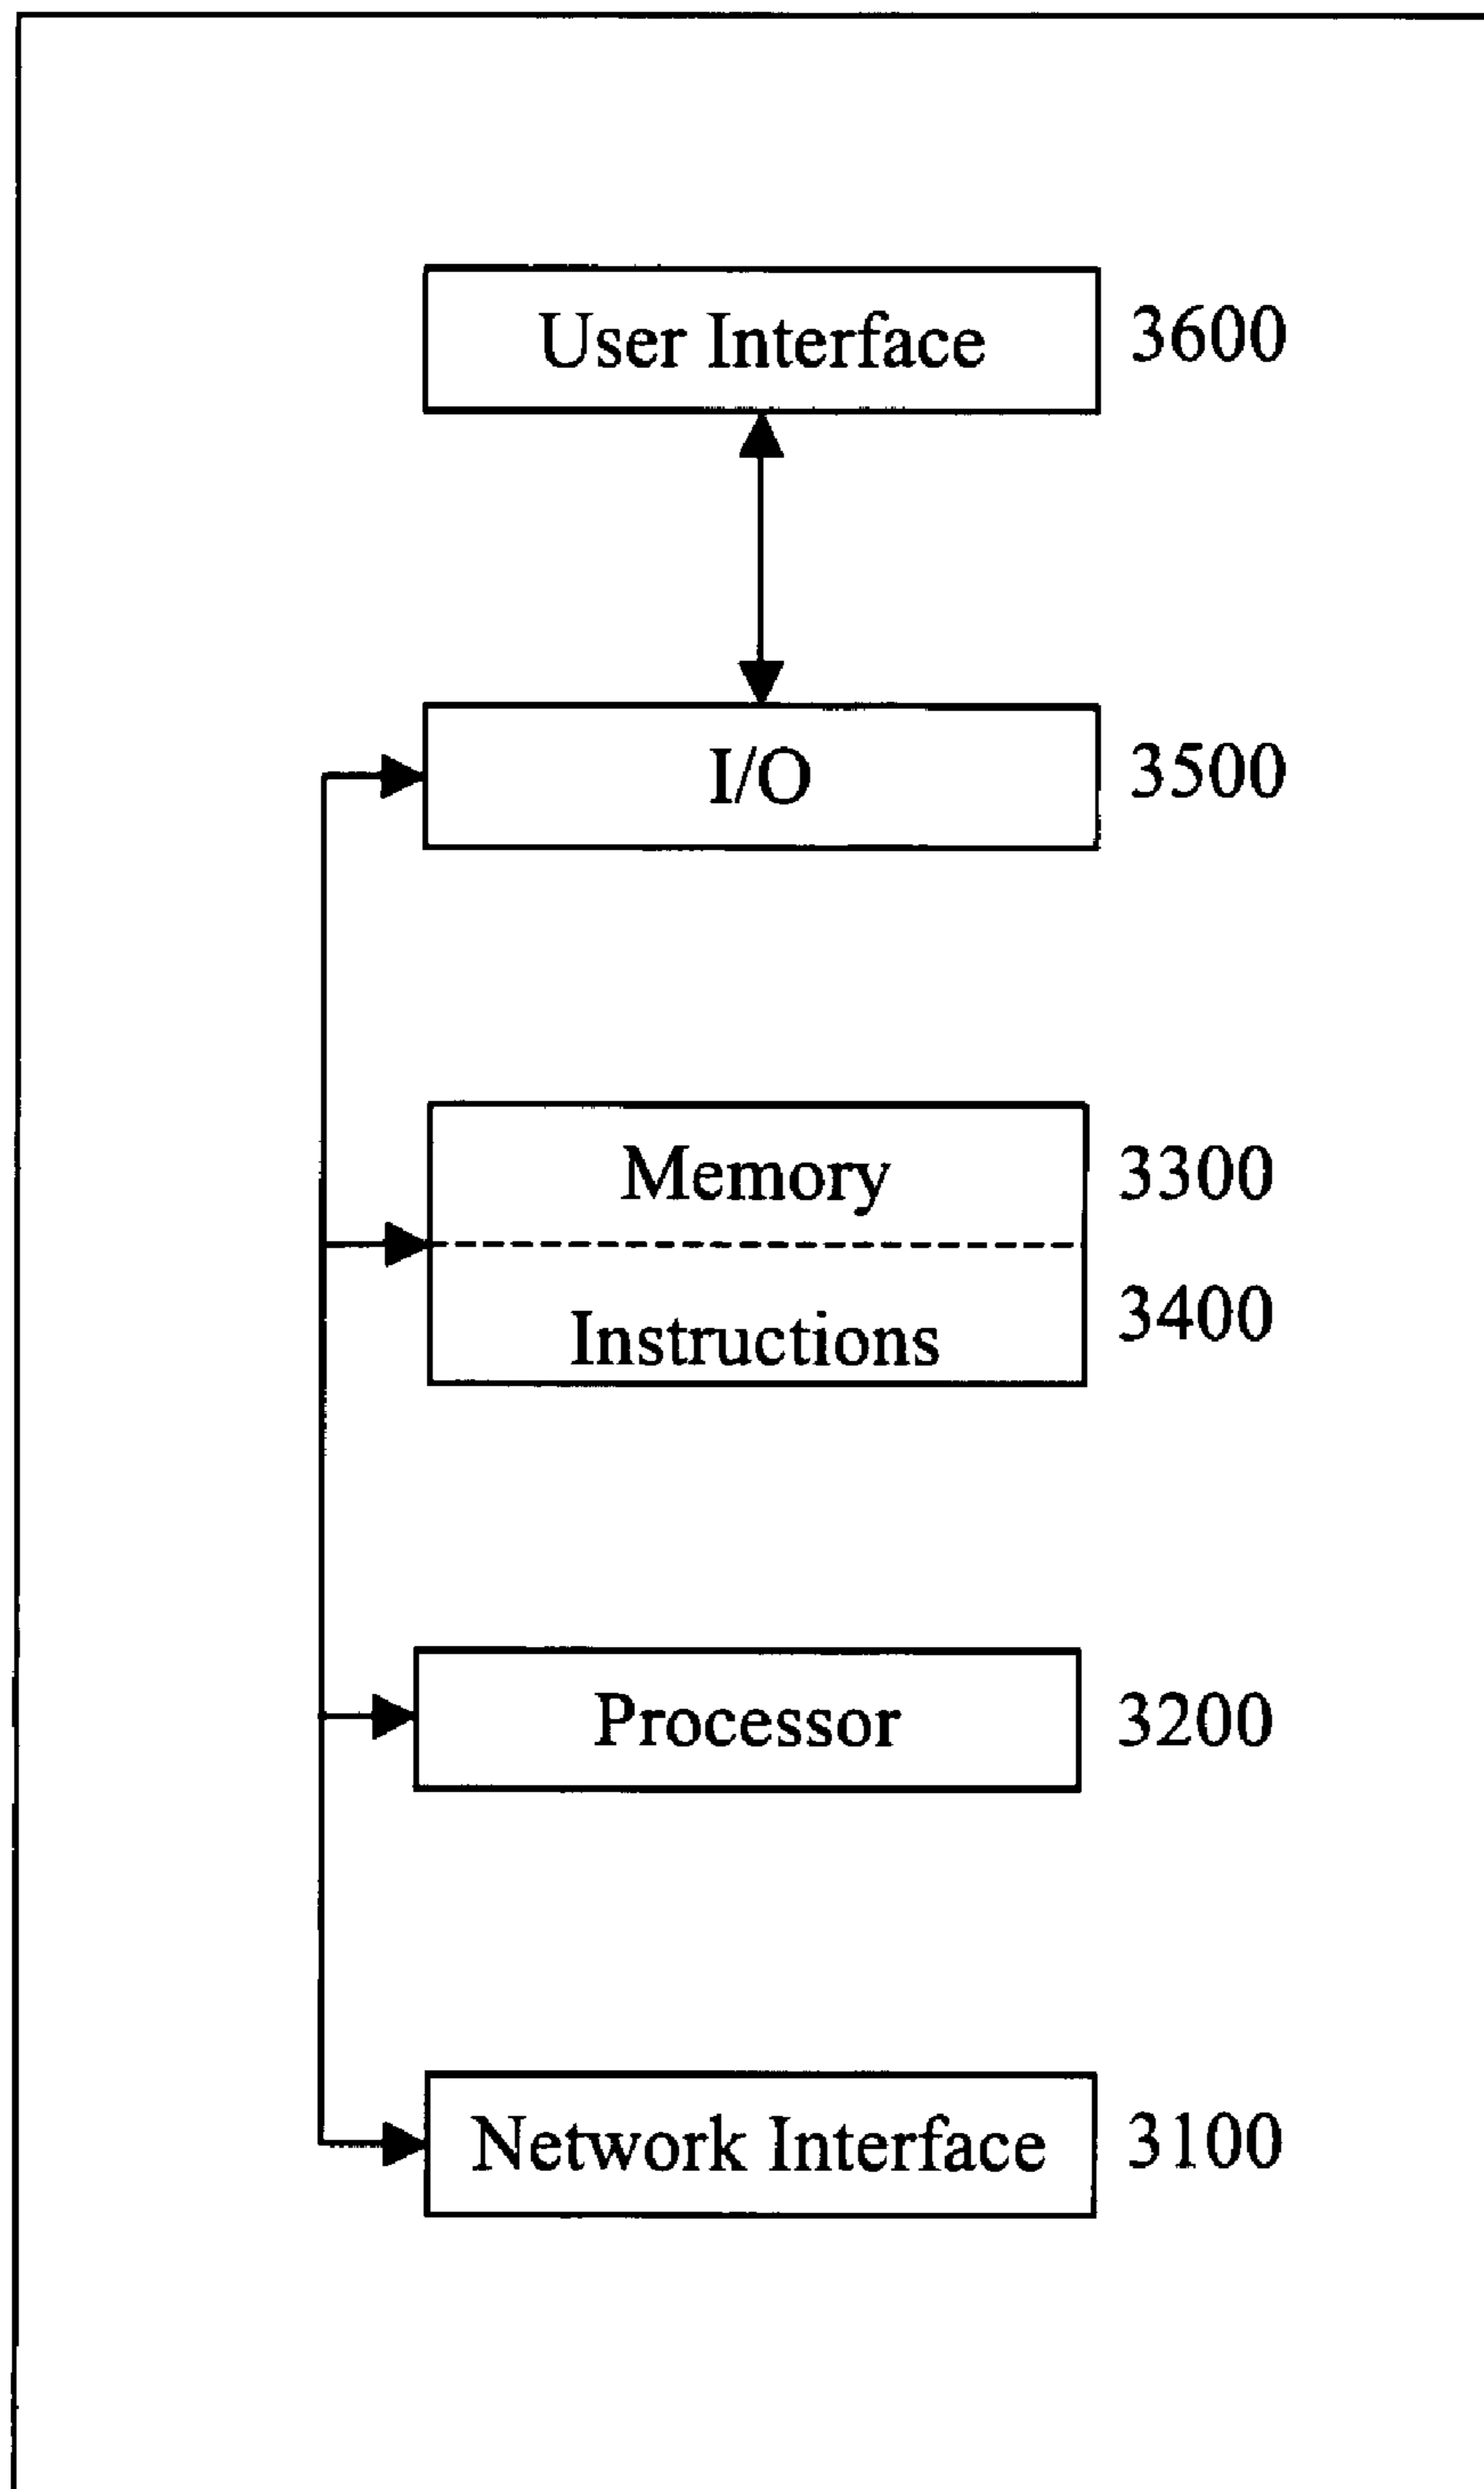 User Interface 3600
I/O 3500
Memory 3300
Instructions 3400
Processor 3200
Network Interface 3100